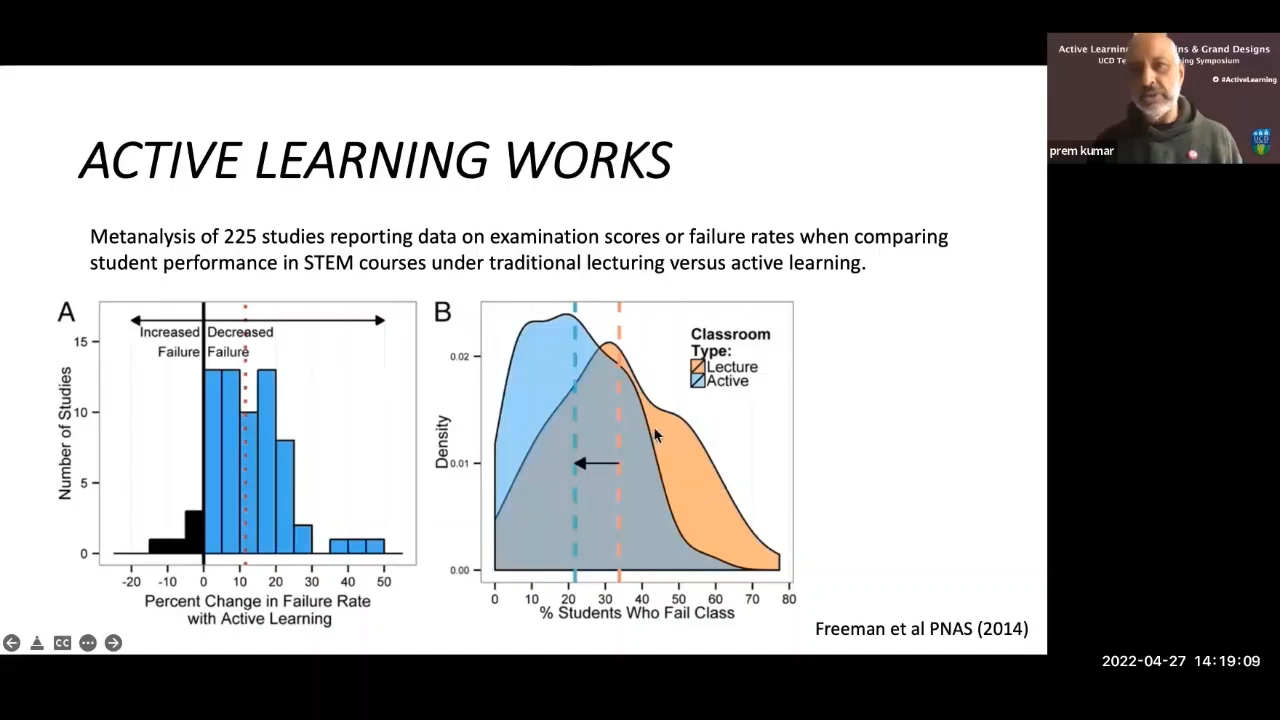 Active Learning
ns & Grand Designs
UCD Te
ing Symposium
#ActiveLearning
UCD
prem kumar
ACTIVE LEARNING WORKS
Metanalysis of 225 studies reporting data on examination scores or failure rates when comparing
student performance in STEM courses under traditional lecturing versus active learning.
A
Increased
Failure
Decreased
Failure
Number of Studies
15
10
5
0
-20 -10 0 10 20 30 40 50
Percent Change in Failure Rate
with Active Learning
B
Classroom
Type:
Lecture
Active
Density
0.02
0.01
0.00
0 10 20 30 40 50 60 70 80
% Students Who Fail Class
Freeman et al PNAS (2014)
CC
2022-04-27 14:19:09